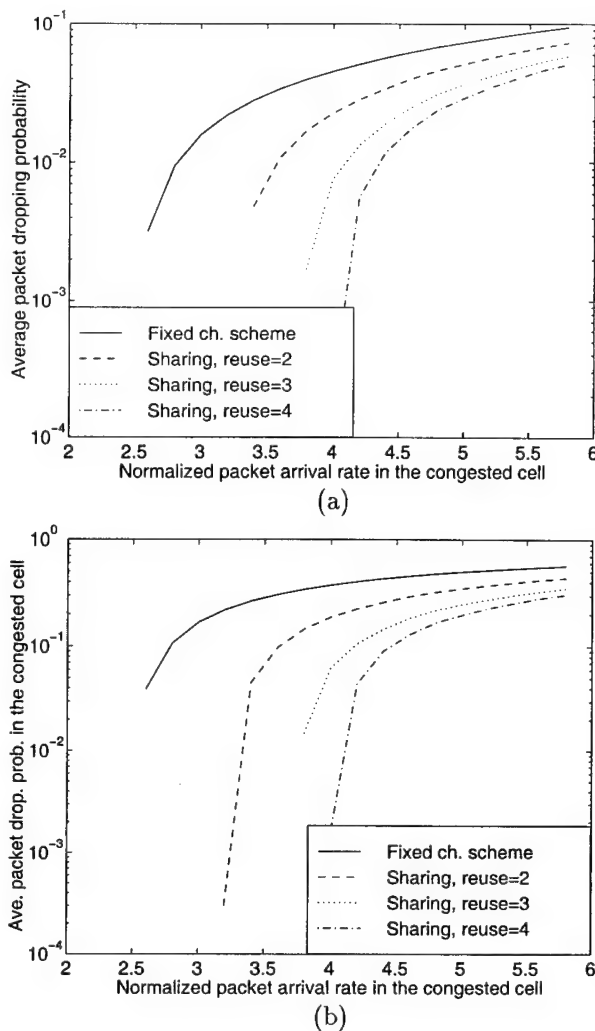 10^-1
10^-2
10^-3
10^-4
Average packet dropping probability
Fixed ch. scheme
Sharing, reuse=2
Sharing, reuse=3
Sharing, reuse=4
2 2.5 3 3.5 4 4.5 5 5.5 6
Normalized packet arrival rate in the congested cell
(a)
10^0
10^-1
10^-2
10^-3
10^-4
Ave. packet drop. prob. in the congested cell
Fixed ch. scheme
Sharing, reuse=2
Sharing, reuse=3
Sharing, reuse=4
2 2.5 3 3.5 4 4.5 5 5.5 6
Normalized packet arrival rate in the congested cell
(b)